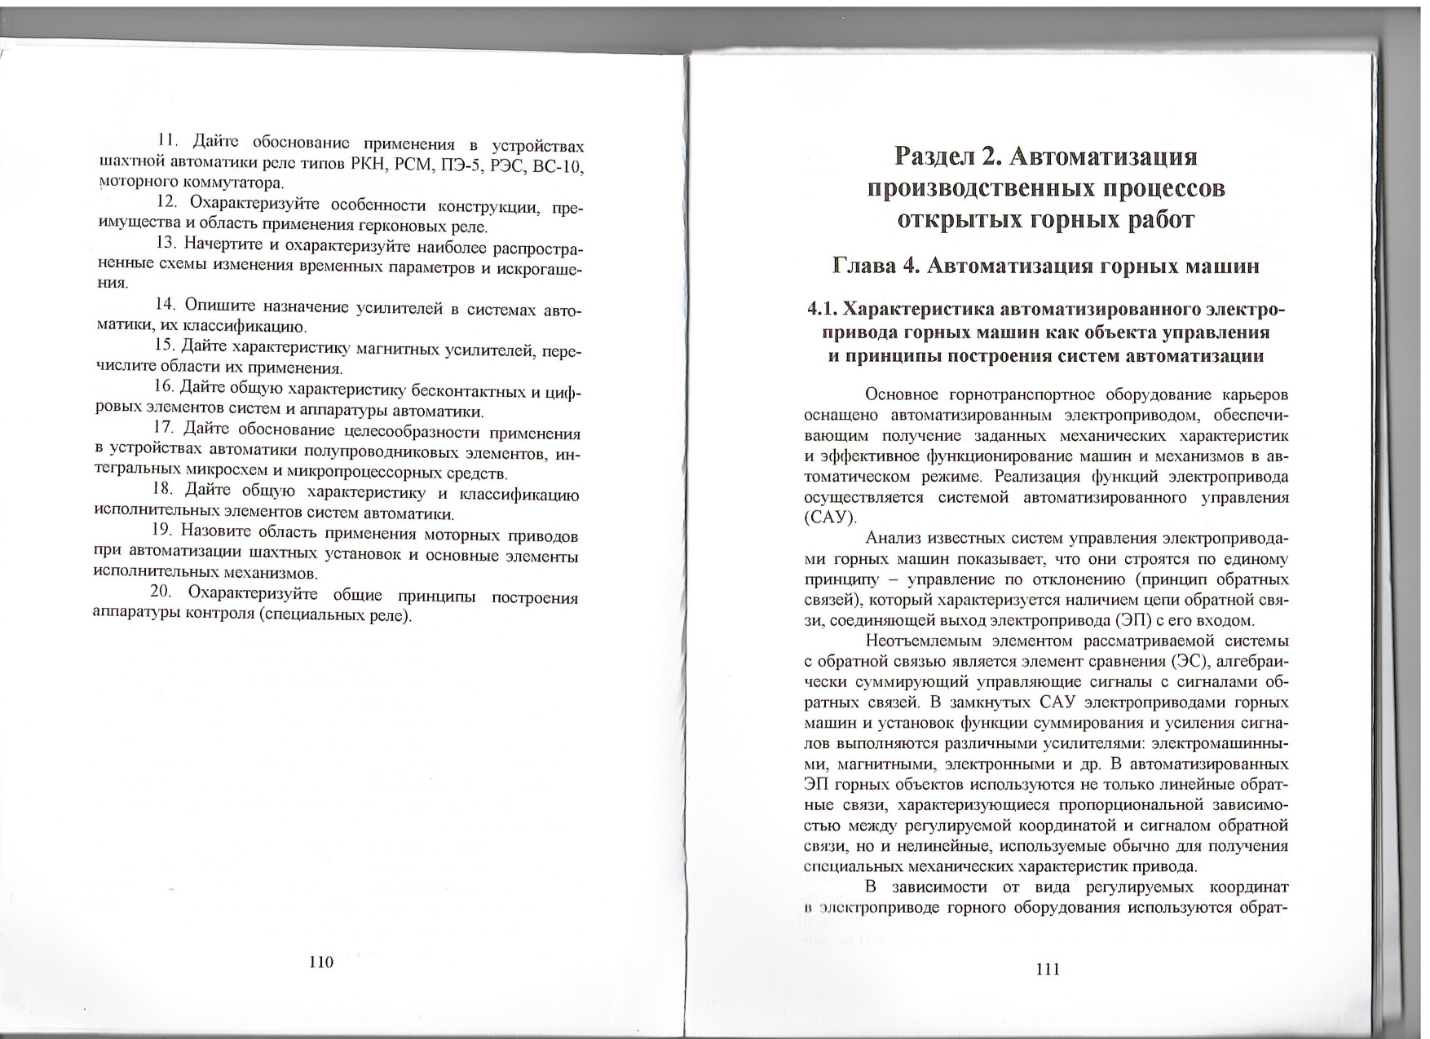 11. Дайте обоснование применения в устройствах
шахтной автоматики реле типов РКН, РСМ, ПЭ-5, РЭС, ВС-10,
моторного коммутатора.
12. Охарактеризуйте особенности конструкции, пре-
имущества и область применения герконовых реле.
13. Начертите и охарактеризуйте наиболее распростра-
ненные схемы изменения временных параметров и искрогаше-
ния.
14. Опишите назначение усилителей в системах авто-
матики, их классификацию.
15. Дайте характеристику магнитных усилителей, пере-
числите области их применения.
16. Дайте общую характеристику бесконтактных и циф-
ровых элементов систем и аппаратуры автоматики.
17. Дайте обоснование целесообразности применения
в устройствах автоматики полупроводниковых элементов, ин-
тегральных микросхем и микропроцессорных средств.
18. Дайте общую характеристику и классификацию
исполнительных элементов систем автоматики.
19. Назовите область применения моторных приводов
при автоматизации шахтных установок и основные элементы
исполнительных механизмов.
20. Охарактеризуйте общие принципы построения
аппаратуры контроля (специальных реле).
110
Раздел 2. Автоматизация
производственных процессов
открытых горных работ
Глава 4. Автоматизация горных машин
4.1. Характеристика автоматизированного электро-
привода горных машин как объекта управления
и принципы построения систем автоматизации
Основное горнотранспортное оборудование карьеров
оснащено автоматизированным электроприводом, обеспечи-
вающим получение заданных механических характеристик
и эффективное функционирование машин и механизмов в ав-
томатическом режиме. Реализация функций электропривода
осуществляется системой автоматизированного управления
(САУ).
Анализ известных систем управления электропривода-
ми горных машин показывает, что они строятся по единому
принципу – управление по отклонению (принцип обратных
связей), который характеризуется наличием цепи обратной свя-
зи, соединяющей выход электропривода (ЭП) с его входом.
Неотъемлемым элементом рассматриваемой системы
с обратной связью является элемент сравнения (ЭС), алгебраи-
чески суммирующий управляющие сигналы с сигналами об-
ратных связей. В замкнутых САУ электроприводами горных
машин и установок функции суммирования и усиления сигна-
лов выполняются различными усилителями: электромашинны-
ми, магнитными, электронными и др. В автоматизированных
ЭП горных объектов используются не только линейные обрат-
ные связи, характеризующиеся пропорциональной зависимо-
стью между регулируемой координатой и сигналом обратной
связи, но и нелинейные, используемые обычно для получения
специальных механических характеристик привода.
В зависимости от вида регулируемых координат
в электроприводе горного оборудования используются обрат-
111